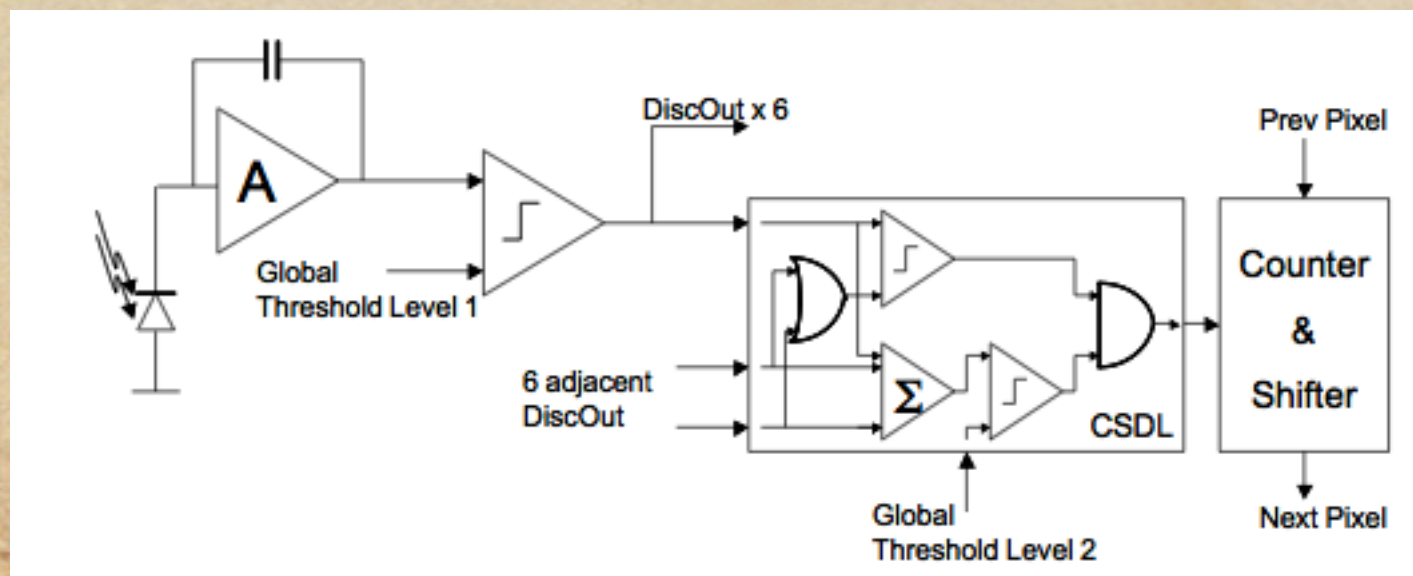 DiscOut x 6
Prev Pixel
A
Global
Threshold Level 1
Counter
&
Shifter
6 adjacent
DiscOut
Σ
CSDL
Global
Threshold Level 2
Next Pixel